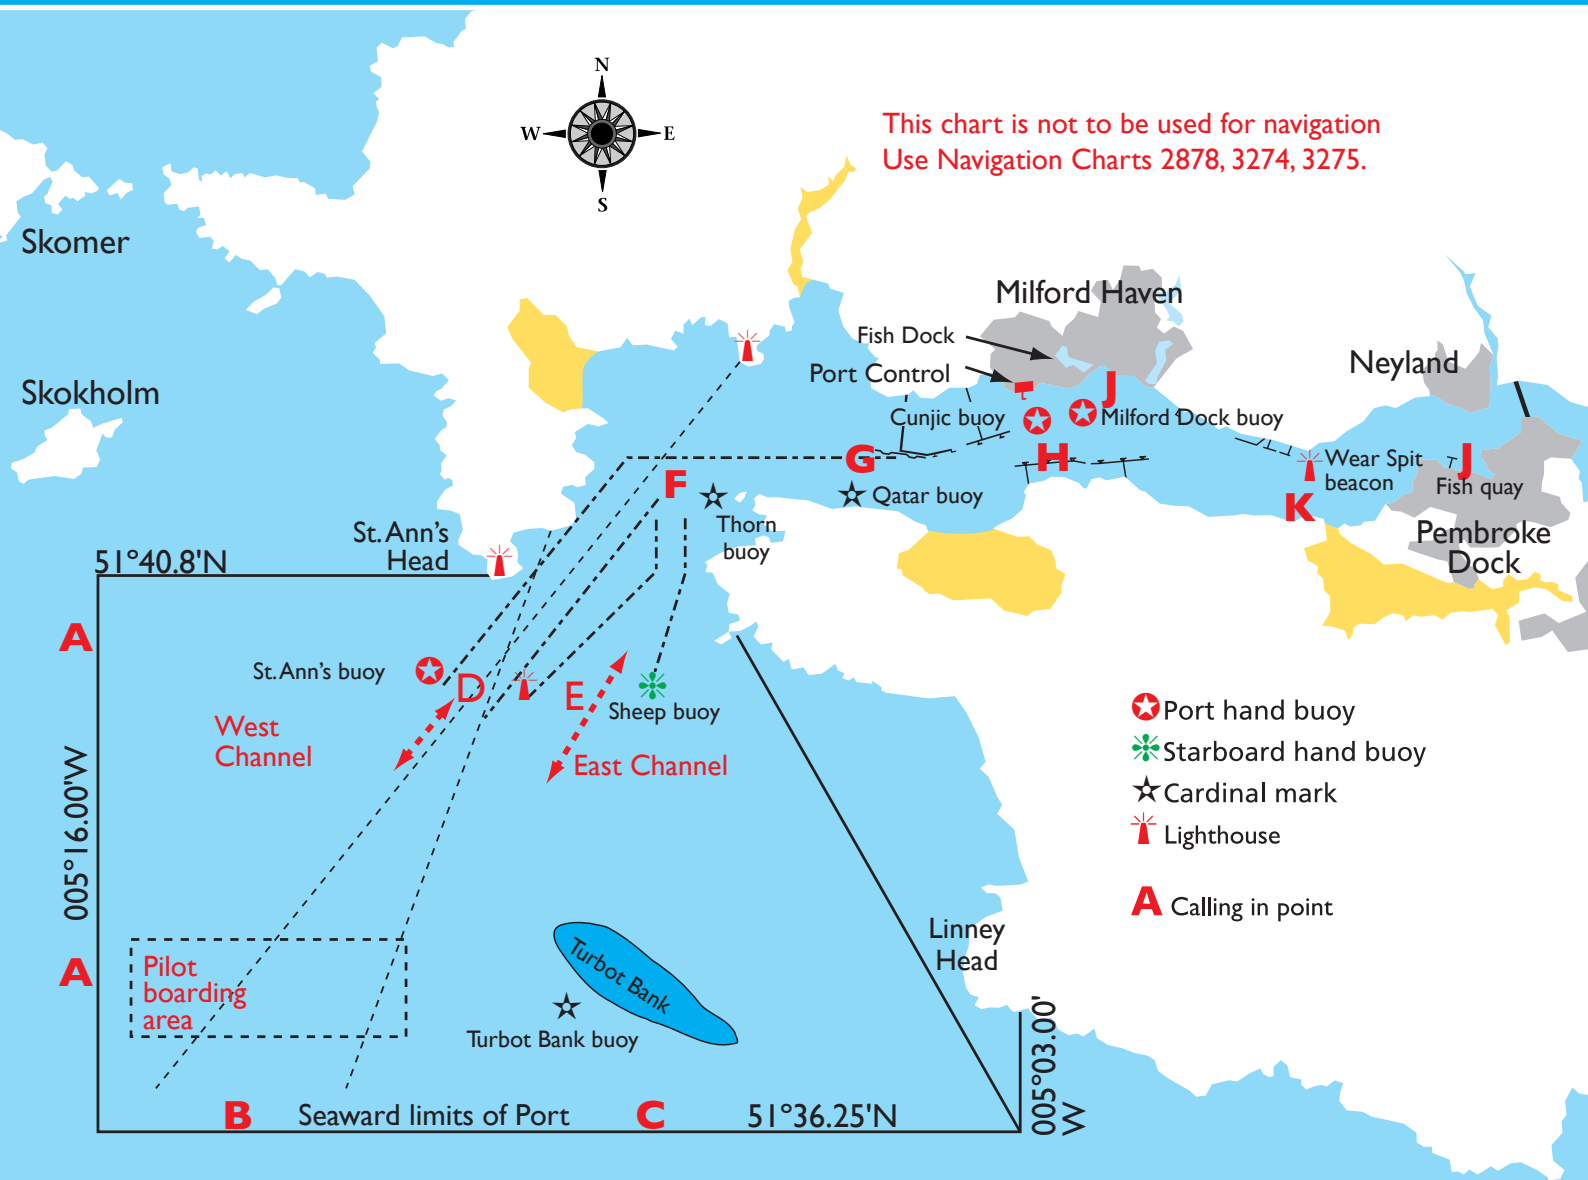 N
W
E
S
This chart is not to be used for navigation
Use Navigation Charts 2878, 3274, 3275.
Skomer
Milford Haven
Fish Dock
Neyland
Port Control
J
Skokholm
Cunjic buoy
Milford Dock buoy
G
H
Wear Spit
beacon
J
Fish quay
F
Qatar buoy
K
Thorn
buoy
St. Ann's
Head
Pembroke
Dock
51°40.8'N
A
St. Ann's buoy
D
E
Sheep buoy
West
Channel
East Channel
Port hand buoy
Starboard hand buoy
Cardinal mark
Lighthouse
A Calling in point
005°16.00'W
Linney
Head
A
Pilot
boarding
area
Turbot Bank
Turbot Bank buoy
005°03.00'
W
B
Seaward limits of Port
C
51°36.25'N